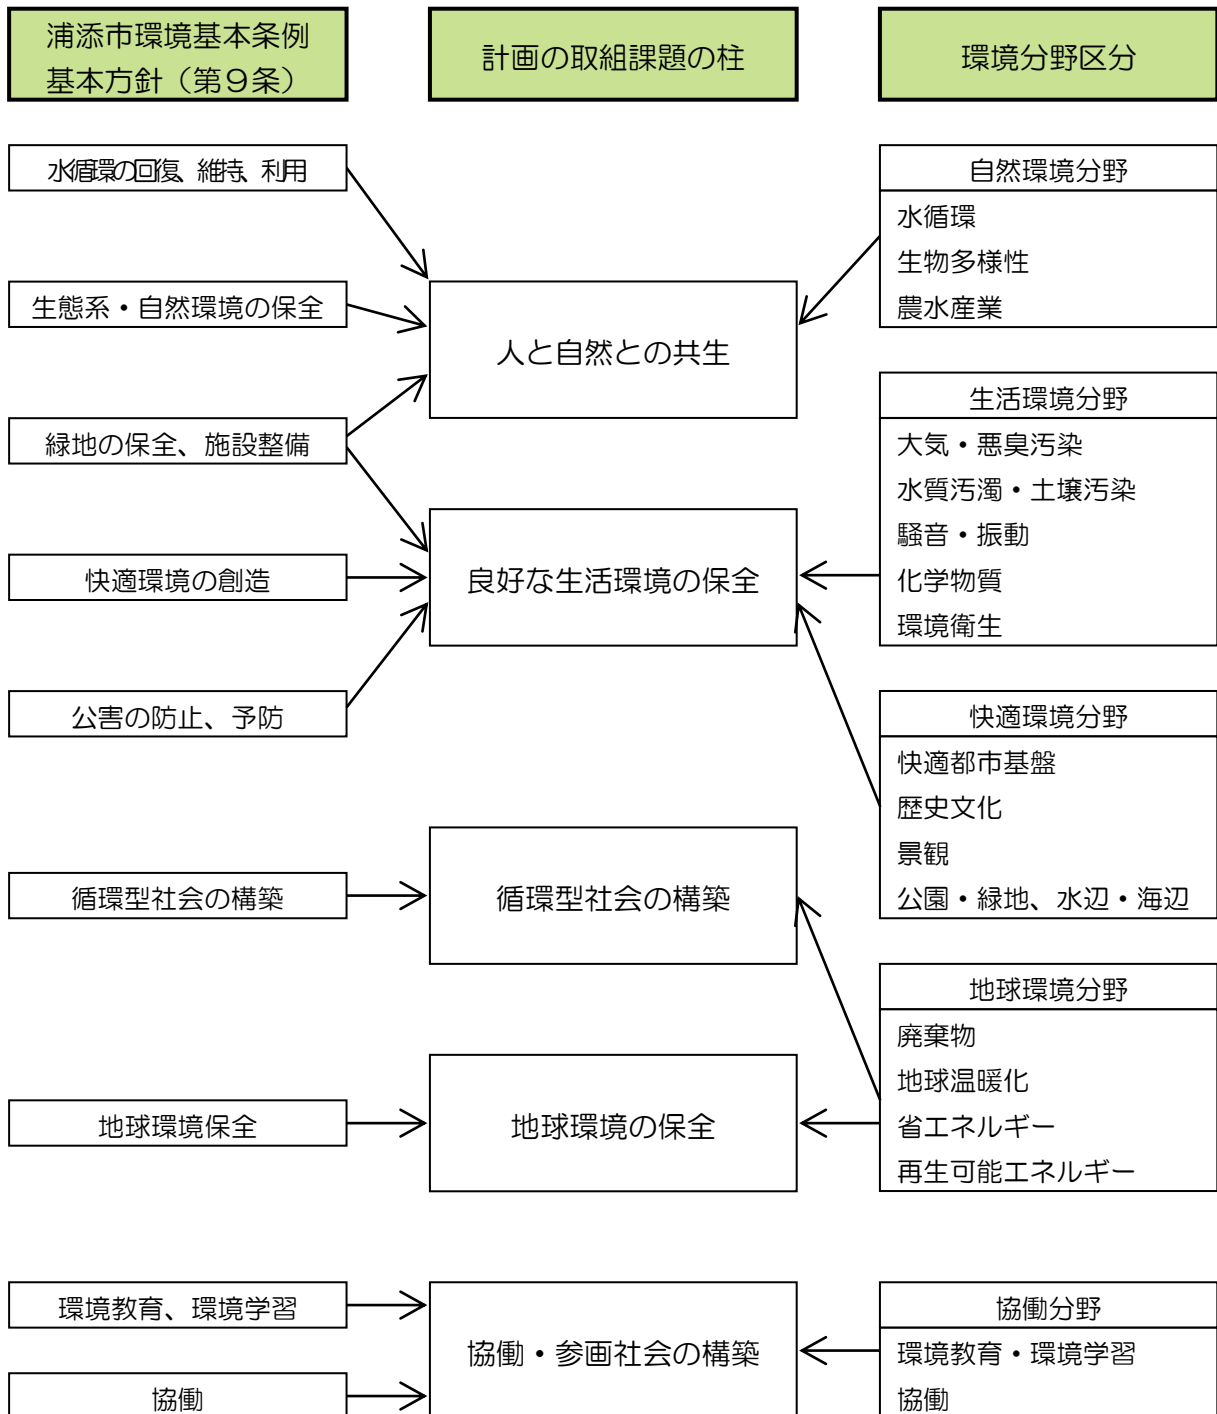 浦添市環境基本条例
基本方針（第９条）
計画の取組課題の柱
環境分野区分
水循環の回復、維持、利用
生態系・自然環境の保全
緑地の保全、施設整備
快適環境の創造
公害の防止、予防
循環型社会の構築
地球環境保全
環境教育、環境学習
協働
人と自然との共生
良好な生活環境の保全
循環型社会の構築
地球環境の保全
協働・参画社会の構築
自然環境分野
水循環
生物多様性
農水産業
生活環境分野
大気・悪臭汚染
水質汚濁・土壌汚染
騒音・振動
化学物質
環境衛生
快適環境分野
快適都市基盤
歴史文化
景観
公園・緑地、水辺・海辺
地球環境分野
廃棄物
地球温暖化
省エネルギー
再生可能エネルギー
協働分野
環境教育・環境学習
協働